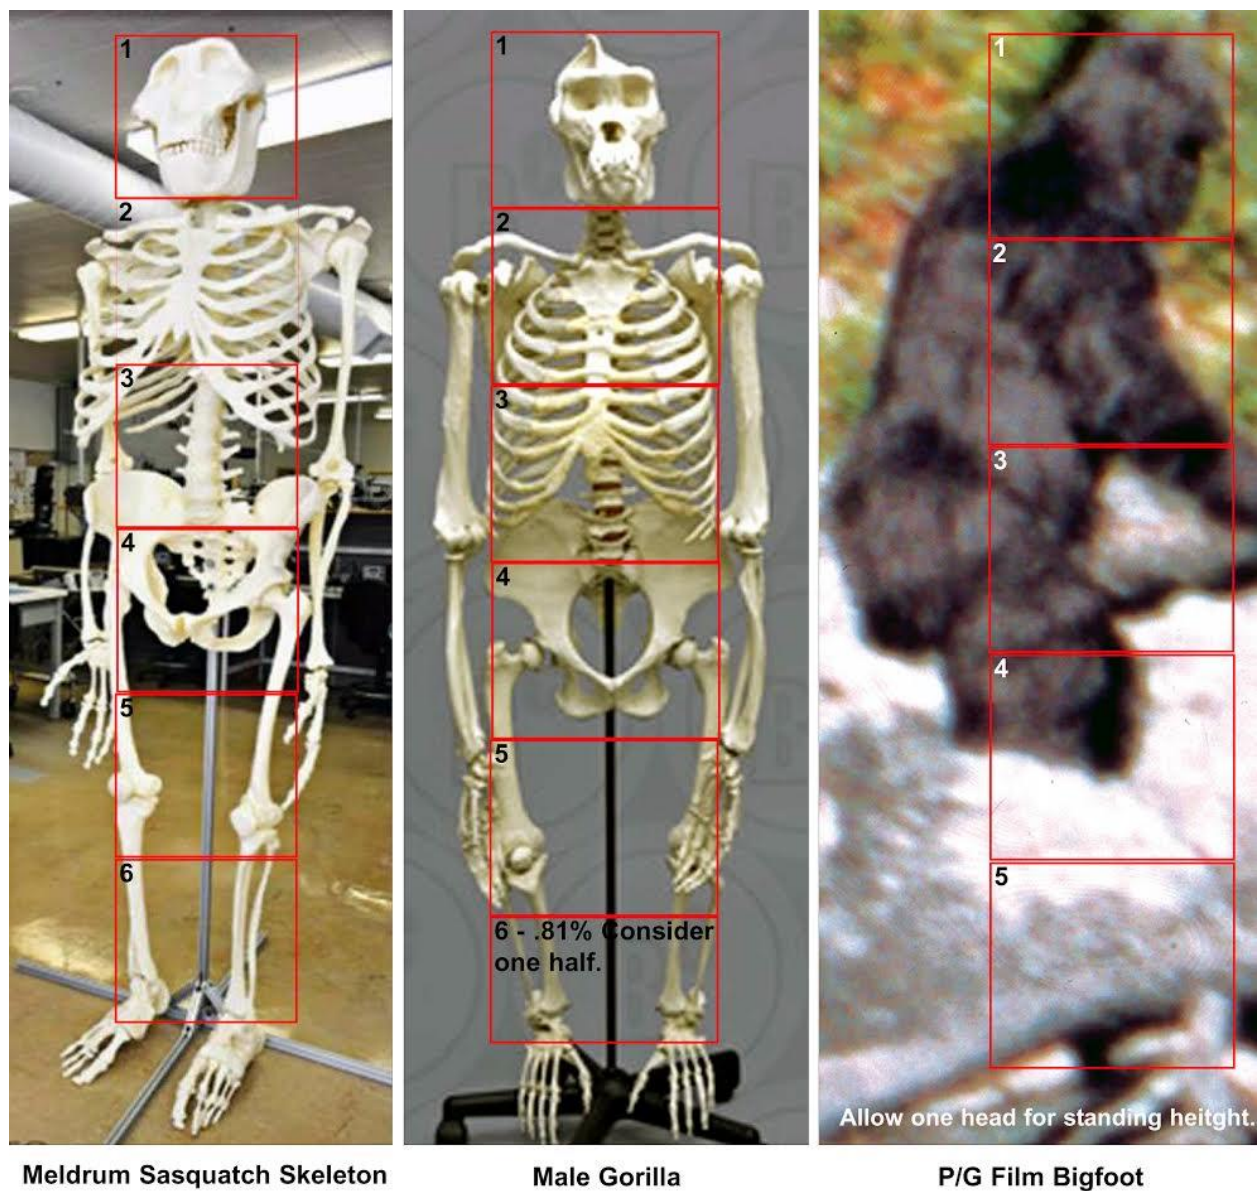 1
2
3
4
5
6
Meldrum Sasquatch Skeleton
1
2
3
4
5
6 - .81% Consider
one half.
Male Gorilla
1
2
3
4
5
Allow one head for standing heitght.
P/G Film Bigfoot